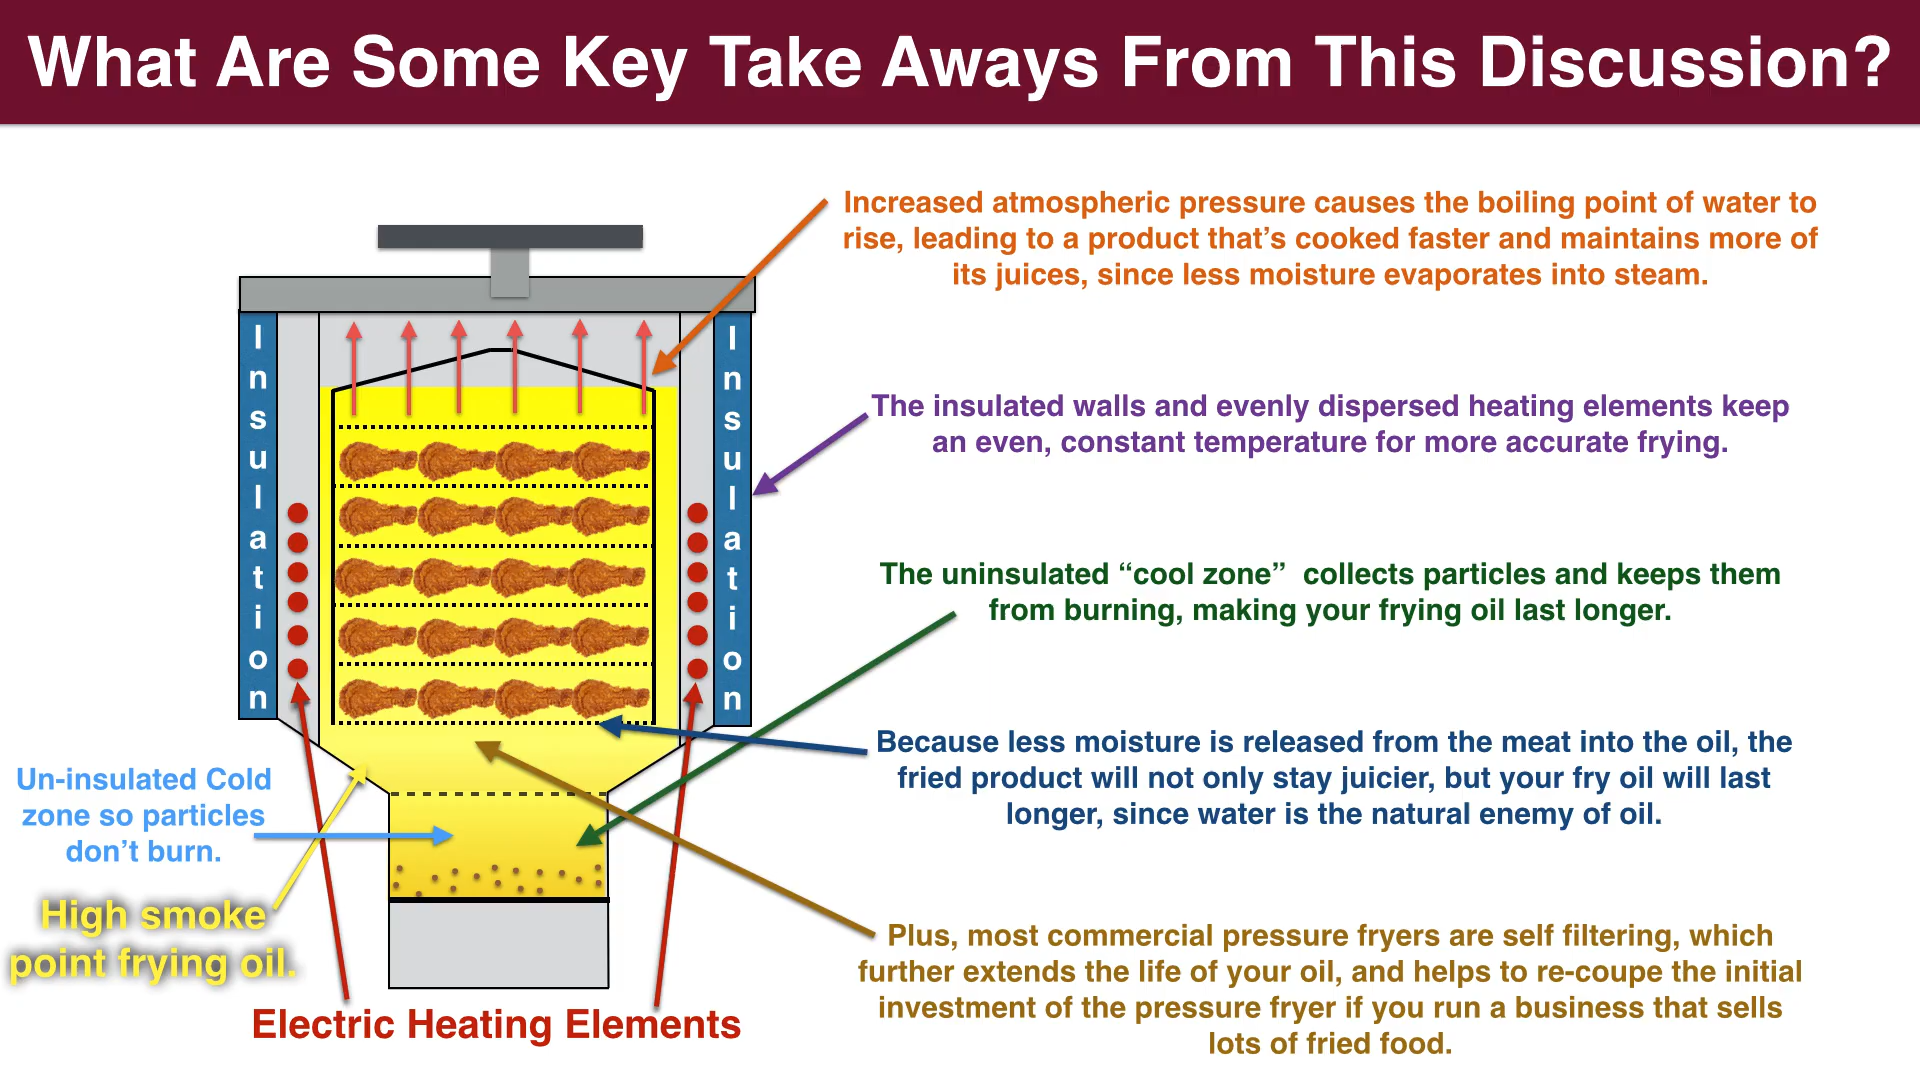 What Are Some Key Take Aways From This Discussion?
Increased atmospheric pressure causes the boiling point of water to
rise, leading to a product that's cooked faster and maintains more of
its juices, since less moisture evaporates into steam.
Insulation
Insulation
The insulated walls and evenly dispersed heating elements keep
an even, constant temperature for more accurate frying.
The uninsulated “cool zone”  collects particles and keeps them
from burning, making your frying oil last longer.
Because less moisture is released from the meat into the oil, the
fried product will not only stay juicier, but your fry oil will last
longer, since water is the natural enemy of oil.
Un-insulated Cold
zone so particles
don't burn.
High smoke
point frying oil.
Plus, most commercial pressure fryers are self filtering, which
further extends the life of your oil, and helps to re-coupe the initial
investment of the pressure fryer if you run a business that sells
lots of fried food.
Electric Heating Elements